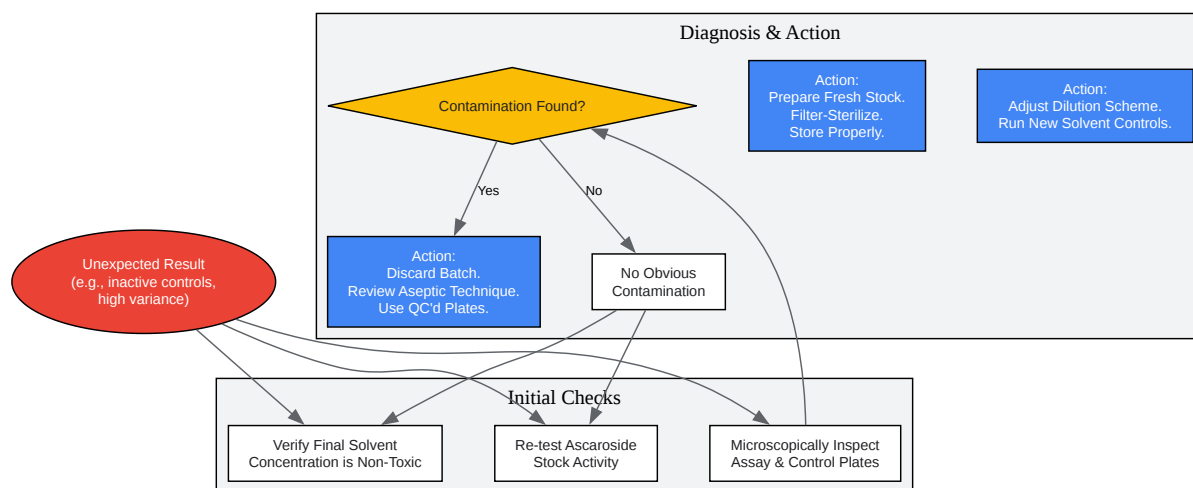 Diagnosis & Action
Contamination Found?
Action:
Prepare Fresh Stock.
Filter-Sterilize.
Store Properly.
Action:
Adjust Dilution Scheme.
Run New Solvent Controls.
Yes
No
Action:
Discard Batch.
Review Aseptic Technique.
Use QC'd Plates.
No Obvious
Contamination
Unexpected Result
(e.g., inactive controls,
high variance)
Initial Checks
Verify Final Solvent
Concentration is Non-Toxic
Re-test Ascaroside
Stock Activity
Microscopically Inspect
Assay & Control Plates